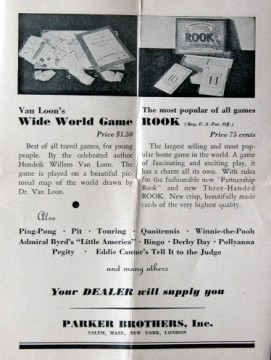 ROOK
10
14
Van Loon's
Wide World Game
Price $1.50
Best of all travel games, for young
people. By the celebrated author
Hendrik Willem Van Loon. The
game is played on a beautiful pic-
torial map of the world drawn by
Dr. Van Loon.
The most popular of all games
ROOK (Reg. U.S. Pat. Off.)
Price 75 cents
The largest selling and most pop-
ular home game in the world. A game
of fascinating and exciting play, it
has a charm all its own. With rules
for the fashionable new "Partnership
Rook" and new Three-Handed
ROOK. New crisp, beautifully made
cards of the very highest quality.
Also
Ping-Pong · Pit · Touring · Quoitennis · Winnie-the-Pooh
Admiral Byrd's "Little America" · Bingo · Derby Day · Pollyanna
Pegity · Eddie Cantor's Tell it to the Judge
and many others
Your DEALER will supply you
PARKER BROTHERS, Inc.
SALEM, MASS., NEW YORK, LONDON